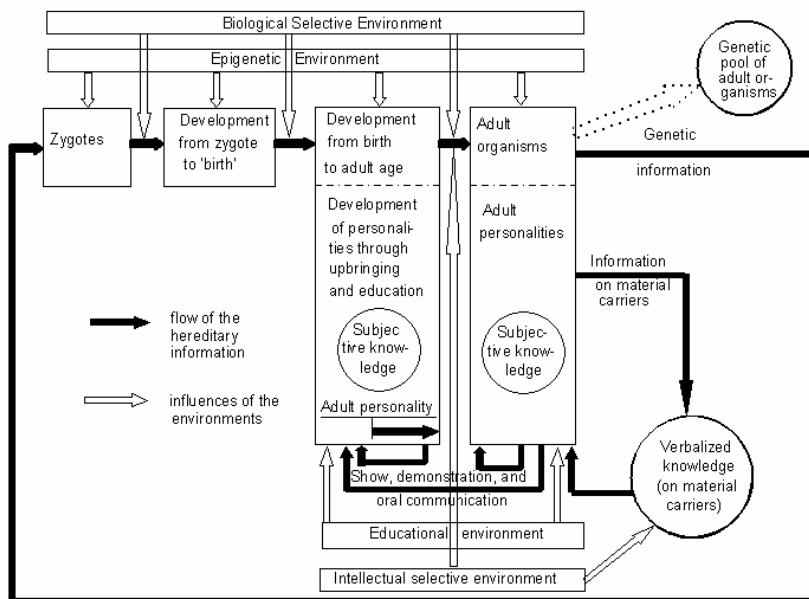 Biological Selective Environment
Epigenetic Environment
Genetic
pool of
adult or-
ganisms
Zygotes
Development
from zygote
to 'birth'
Development
from birth
to adult age
Adult
organisms
Genetic
information
Development
of personali-
ties through
upbringing
and education
Adult
personalities
Information
on material
carriers
flow of the
hereditary
information
Subjec-
tive know-
ledge
Subjec-
tive know-
ledge
influences of the
environments
Adult personality
Verbalized
knowledge
(on material
carriers)
Show, demonstration, and
oral communication
Educational environment
Intellectual selective environment